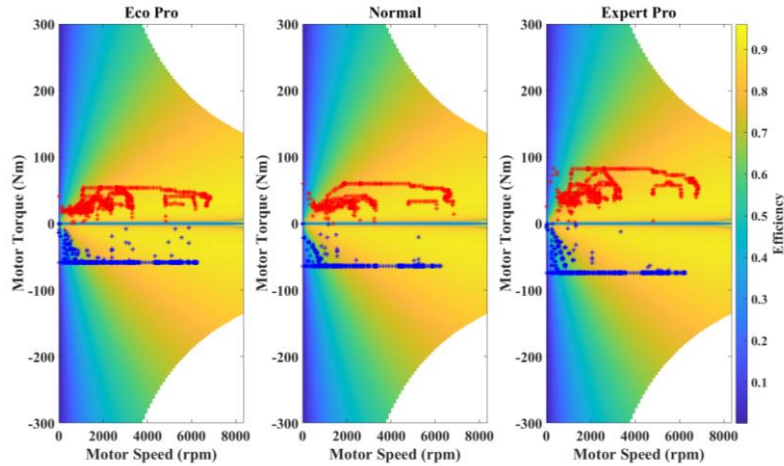 Eco Pro
Normal
Expert Pro
300
200
100
0
-100
-200
-300
Motor Torque (Nm)
0 2000 4000 6000 8000
Motor Speed (rpm)
300
200
100
0
-100
-200
-300
Motor Torque (Nm)
0 2000 4000 6000 8000
Motor Speed (rpm)
300
200
100
0
-100
-200
-300
Motor Torque (Nm)
0 2000 4000 6000 8000
Motor Speed (rpm)
0.9
0.8
0.7
0.6
0.5
0.4
0.3
0.2
0.1
Efficiency